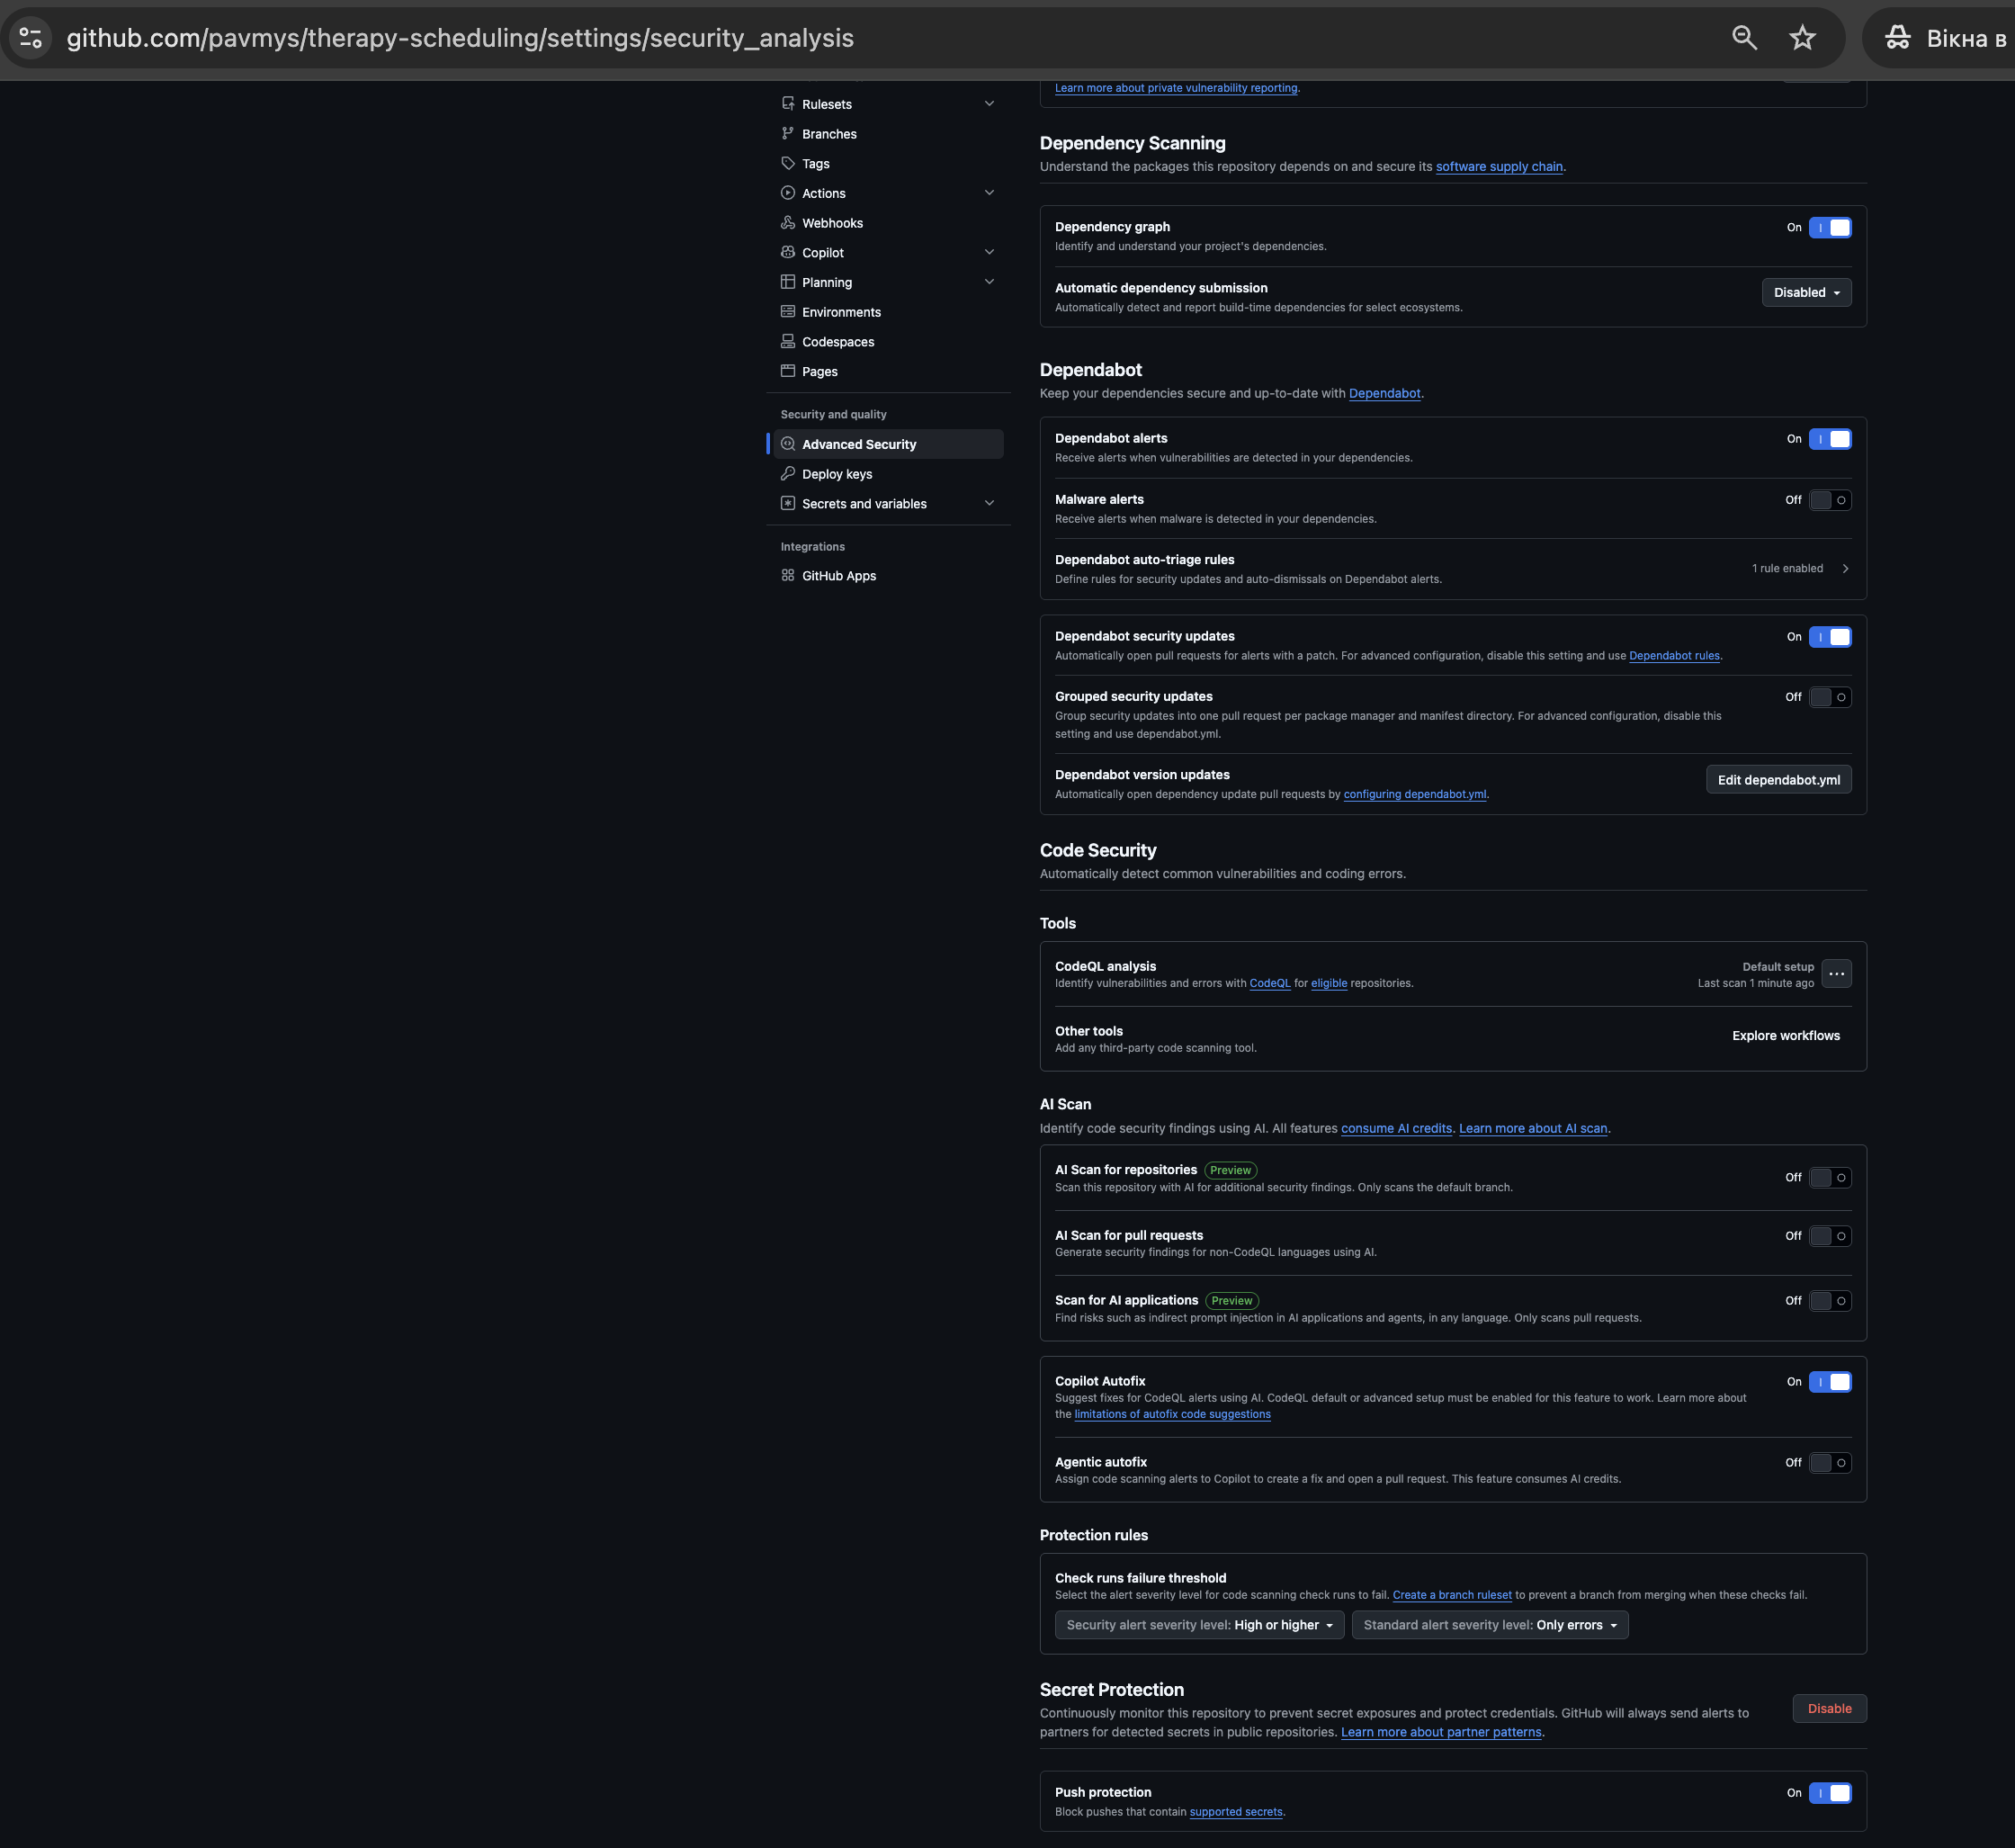 github.com/pavmys/therapy-scheduling/settings/security_analysis
Вікна в
Rulesets
Branches
Tags
Actions
Webhooks
Copilot
Planning
Environments
Codespaces
Pages
Security and quality
Advanced Security
Deploy keys
Secrets and variables
Integrations
GitHub Apps
Learn more about private vulnerability reporting.
Dependency Scanning
Understand the packages this repository depends on and secure its software supply chain.
Dependency graph
On
Identify and understand your project's dependencies.
Automatic dependency submission
Disabled
Automatically detect and report build-time dependencies for select ecosystems.
Dependabot
Keep your dependencies secure and up-to-date with Dependabot.
Dependabot alerts
On
Receive alerts when vulnerabilities are detected in your dependencies.
Malware alerts
Off
Receive alerts when malware is detected in your dependencies.
Dependabot auto-triage rules
1 rule enabled
Define rules for security updates and auto-dismissals on Dependabot alerts.
Dependabot security updates
On
Automatically open pull requests for alerts with a patch. For advanced configuration, disable this setting and use Dependabot rules.
Grouped security updates
Off
Group security updates into one pull request per package manager and manifest directory. For advanced configuration, disable this
setting and use dependabot.yml.
Dependabot version updates
Edit dependabot.yml
Automatically open dependency update pull requests by configuring dependabot.yml.
Code Security
Automatically detect common vulnerabilities and coding errors.
Tools
CodeQL analysis
Default setup
Identify vulnerabilities and errors with CodeQL for eligible repositories.
Last scan 1 minute ago
Other tools
Explore workflows
Add any third-party code scanning tool.
AI Scan
Identify code security findings using AI. All features consume AI credits. Learn more about AI scan.
AI Scan for repositories Preview
Off
Scan this repository with AI for additional security findings. Only scans the default branch.
AI Scan for pull requests
Off
Generate security findings for non-CodeQL languages using AI.
Scan for AI applications Preview
Off
Find risks such as indirect prompt injection in AI applications and agents, in any language. Only scans pull requests.
Copilot Autofix
On
Suggest fixes for CodeQL alerts using AI. CodeQL default or advanced setup must be enabled for this feature to work. Learn more about
the limitations of autofix code suggestions
Agentic autofix
Off
Assign code scanning alerts to Copilot to create a fix and open a pull request. This feature consumes AI credits.
Protection rules
Check runs failure threshold
Select the alert severity level for code scanning check runs to fail. Create a branch ruleset to prevent a branch from merging when these checks fail.
Security alert severity level: High or higher
Standard alert severity level: Only errors
Secret Protection
Disable
Continuously monitor this repository to prevent secret exposures and protect credentials. GitHub will always send alerts to
partners for detected secrets in public repositories. Learn more about partner patterns.
Push protection
On
Block pushes that contain supported secrets.